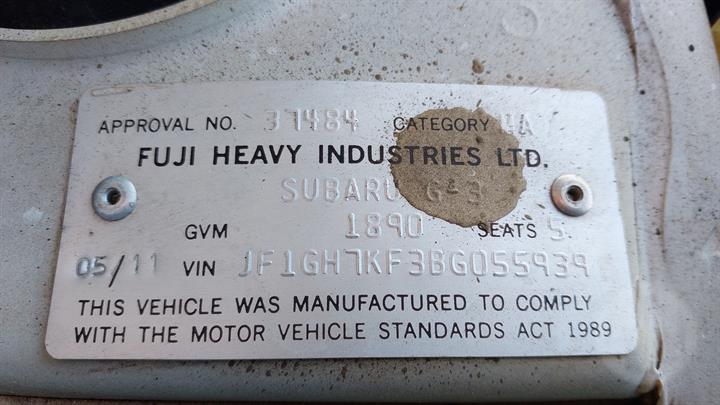 APPROVAL NO. 37484 CATEGORY
FUJI HEAVY INDUSTRIES LTD.
SUBARU G-3
GVM 1890 SEATS 5
05/11 VIN JF1GH7KF3BG055939
THIS VEHICLE WAS MANUFACTURED TO COMPLY
WITH THE MOTOR VEHICLE STANDARDS ACT 1989